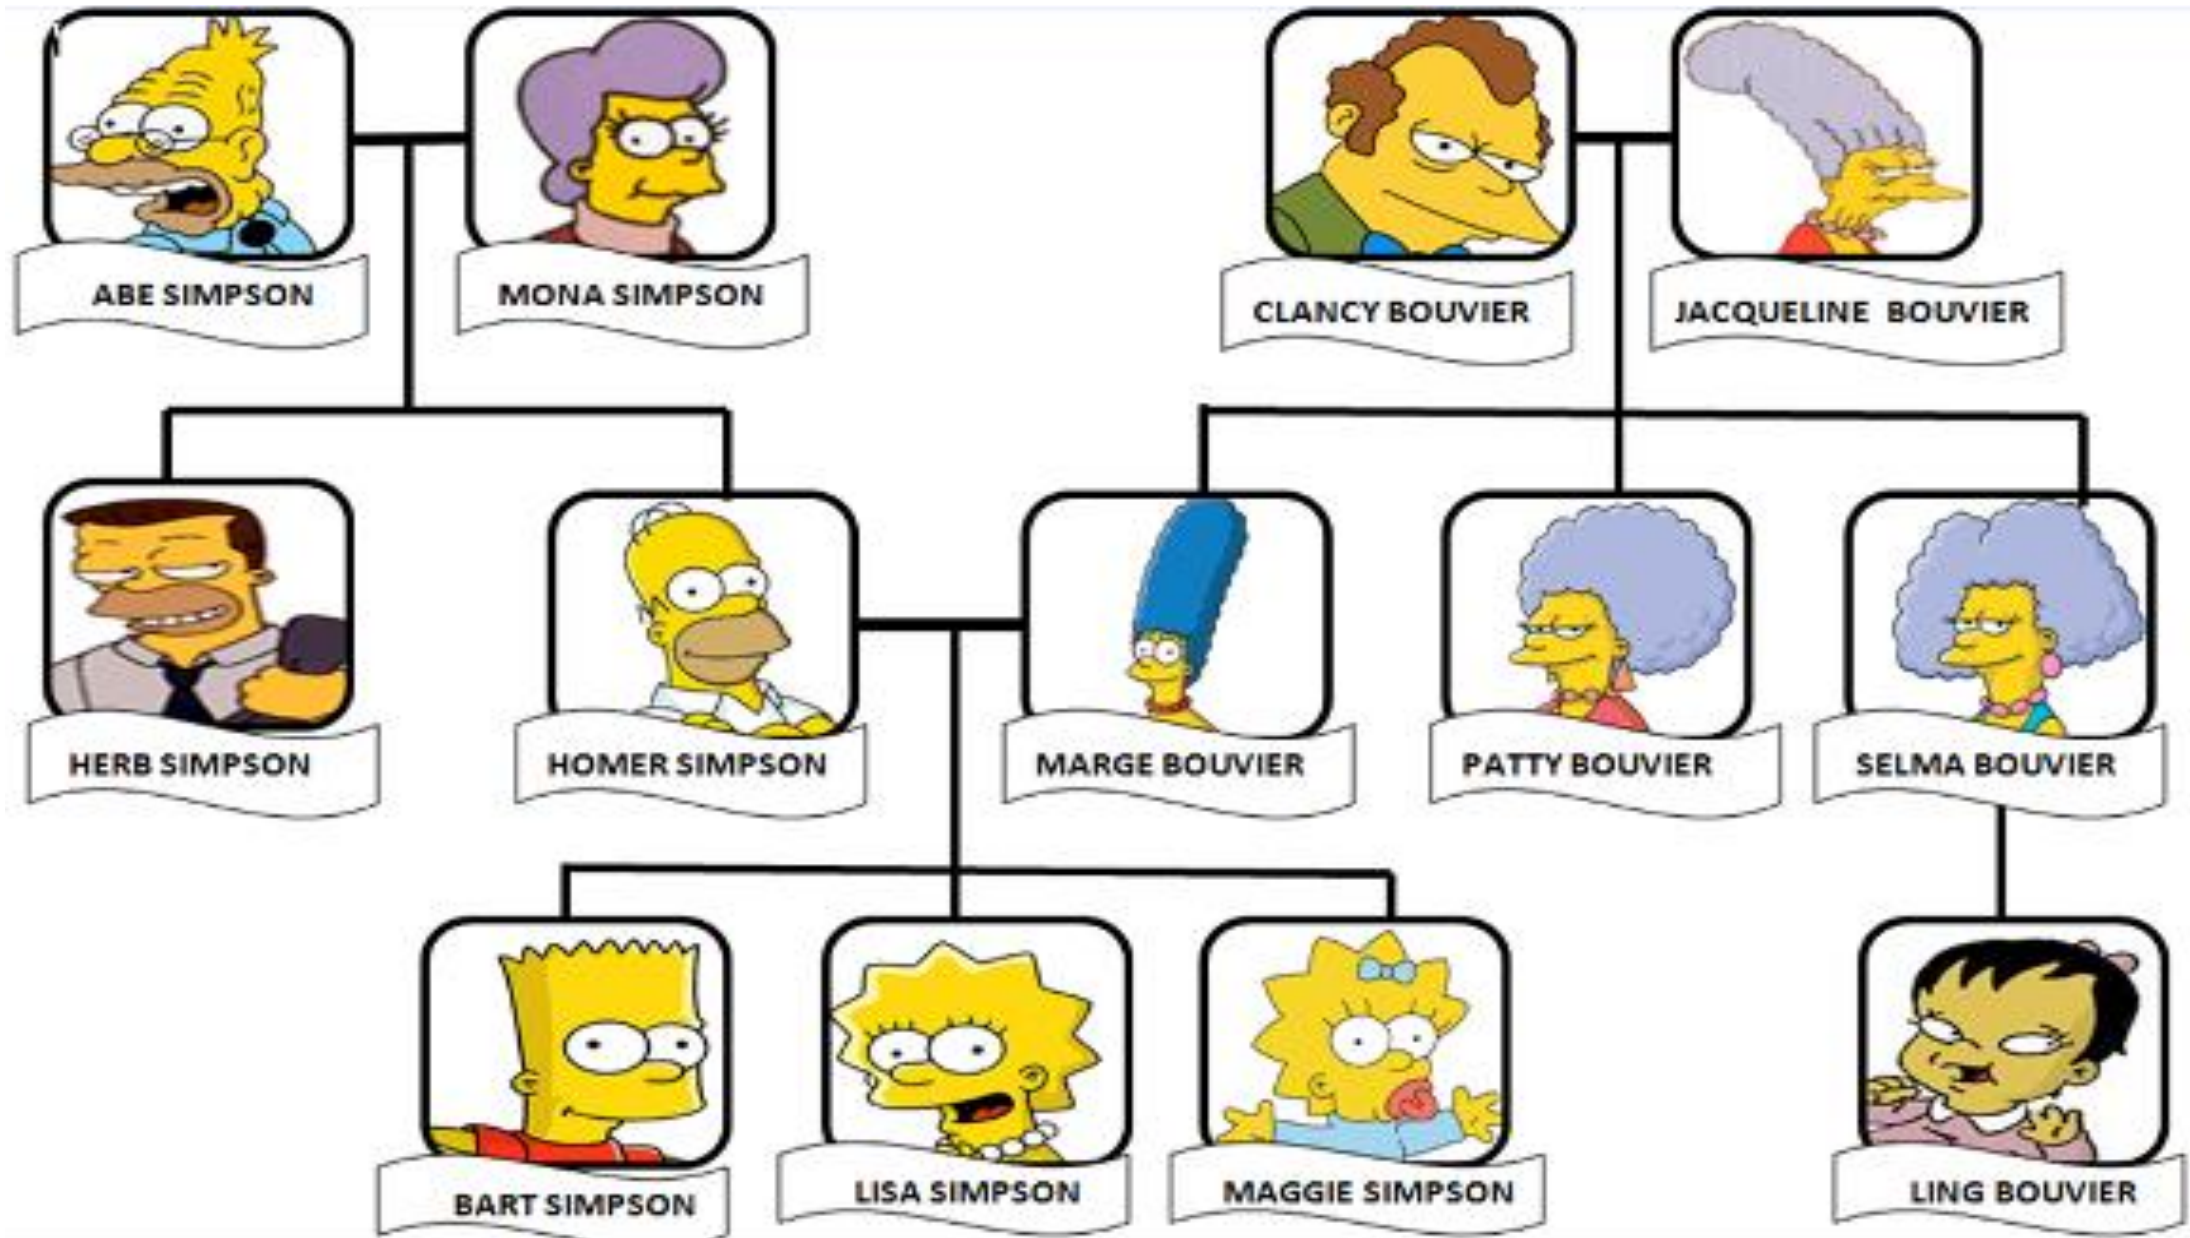 ABE SIMPSON
MONA SIMPSON
CLANCY BOUVIER
JACQUELINE BOUVIER
HERB SIMPSON
HOMER SIMPSON
MARGE BOUVIER
PATTY BOUVIER
SELMA BOUVIER
BART SIMPSON
LISA SIMPSON
MAGGIE SIMPSON
LING BOUVIER